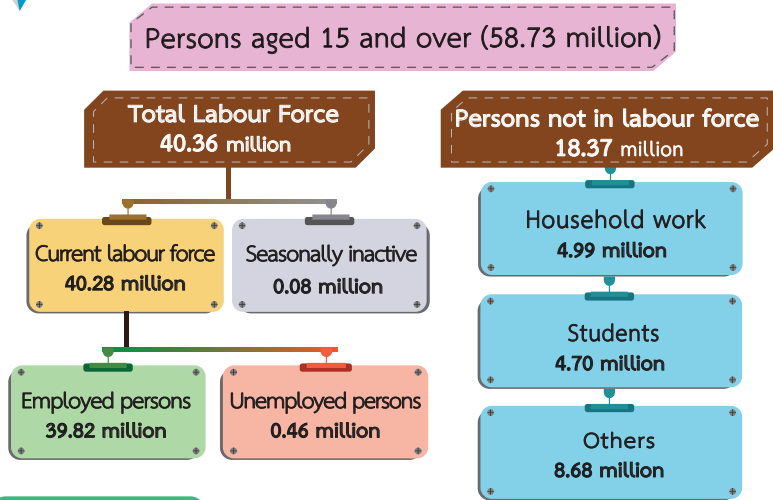 Persons aged 15 and over (58.73 million)
Total Labour Force
40.36 million
Persons not in labour force
18.37 million
Current labour force
40.28 million
Seasonally inactive
0.08 million
Employed persons
39.82 million
Unemployed persons
0.46 million
Household work
4.99 million
Students
4.70 million
Others
8.68 million